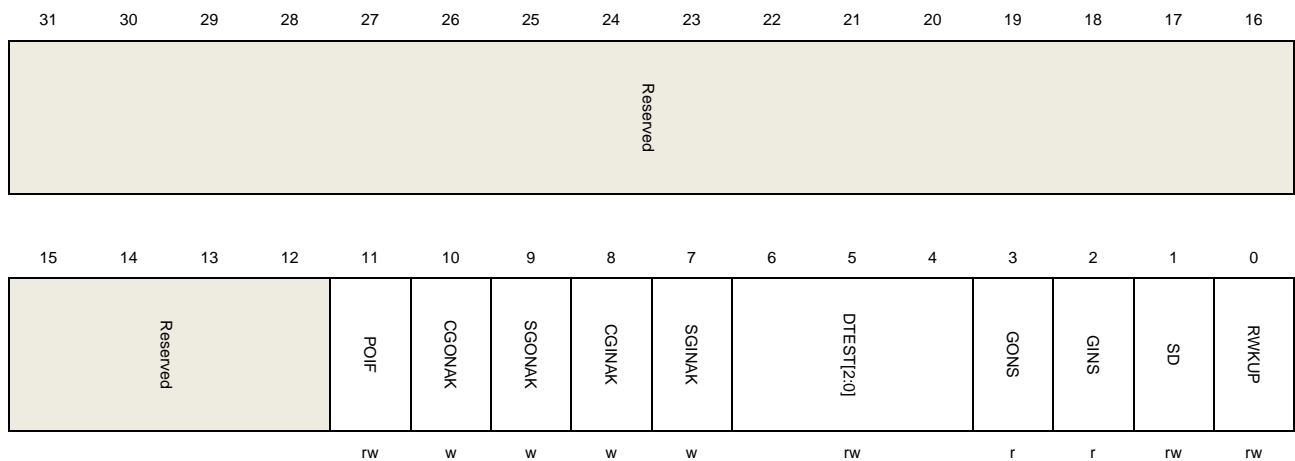 31 30 29 28 27 26 25 24 23 22 21 20 19 18 17 16
Reserved
15 14 13 12 11 10 9 8 7 6 5 4 3 2 1 0
Reserved POIF CGONAK SGONAK CGINAK SGINAK DTEST[2:0] GONS GINS SD RWKUP
rw w w w w rw r r rw rw